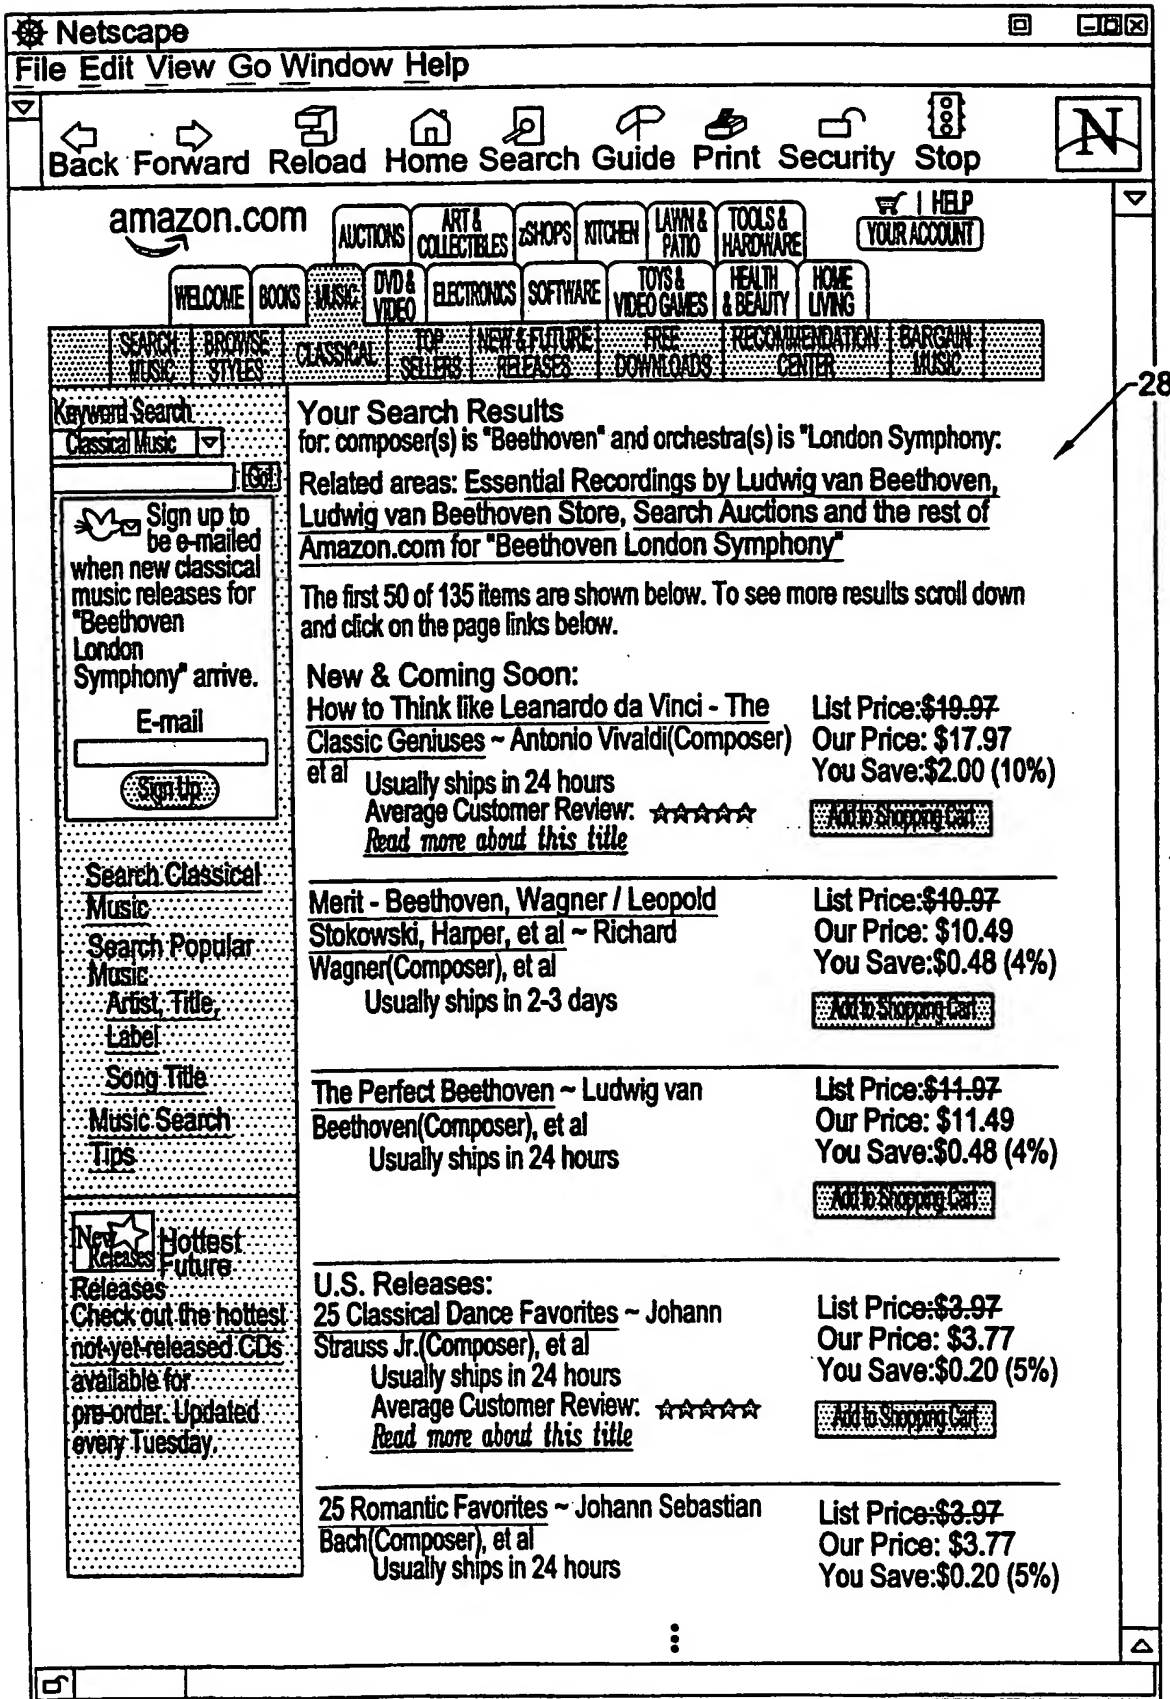 Netscape
File Edit View Go Window Help
Back Forward Reload Home Search Guide Print Security Stop
N
amazon.com
AUCTIONS
ART &
COLLECTIBLES
zSHOPS
KITCHEN
LAWN &
PATIO
TOOLS &
HARDWARE
| HELP
YOUR ACCOUNT
WELCOME
BOOKS
MUSIC
DVD &
VIDEO
ELECTRONICS
SOFTWARE
TOYS &
VIDEO GAMES
HEALTH
& BEAUTY
HOME
LIVING
SEARCH
MUSIC
BROWSE
STYLES
CLASSICAL
TOP
SELLERS
NEW & FUTURE
RELEASES
FREE
DOWNLOADS
RECOMMENDATION
CENTER
BARGAIN
MUSIC
28
Keyword Search
Classical Music
Go!
Sign up to
be e-mailed
when new classical
music releases for
"Beethoven
London
Symphony" arrive.
E-mail
Sign Up
Search Classical
Music
Search Popular
Music
Artist, Title,
Label
Song Title
Music Search
Tips
New
Releases
Hottest
Future
Releases
Check out the hottest
not-yet-released CDs
available for
pre-order. Updated
every Tuesday.
Your Search Results
for: composer(s) is "Beethoven" and orchestra(s) is "London Symphony:
Related areas: Essential Recordings by Ludwig van Beethoven,
Ludwig van Beethoven Store, Search Auctions and the rest of
Amazon.com for "Beethoven London Symphony"
The first 50 of 135 items are shown below. To see more results scroll down
and click on the page links below.
New & Coming Soon:
How to Think like Leanardo da Vinci - The
Classic Geniuses ~ Antonio Vivaldi(Composer)
et al
Usually ships in 24 hours
Average Customer Review: ☆☆☆☆☆
Read more about this title
List Price:$19.97
Our Price: $17.97
You Save:$2.00 (10%)
Add to Shopping Cart
Merit - Beethoven, Wagner / Leopold
Stokowski, Harper, et al ~ Richard
Wagner(Composer), et al
Usually ships in 2-3 days
List Price:$10.97
Our Price: $10.49
You Save:$0.48 (4%)
Add to Shopping Cart
The Perfect Beethoven ~ Ludwig van
Beethoven(Composer), et al
Usually ships in 24 hours
List Price:$11.97
Our Price: $11.49
You Save:$0.48 (4%)
Add to Shopping Cart
U.S. Releases:
25 Classical Dance Favorites ~ Johann
Strauss Jr.(Composer), et al
Usually ships in 24 hours
Average Customer Review: ☆☆☆☆☆
Read more about this title
List Price:$3.97
Our Price: $3.77
You Save:$0.20 (5%)
Add to Shopping Cart
25 Romantic Favorites ~ Johann Sebastian
Bach(Composer), et al
Usually ships in 24 hours
List Price:$3.97
Our Price: $3.77
You Save:$0.20 (5%)